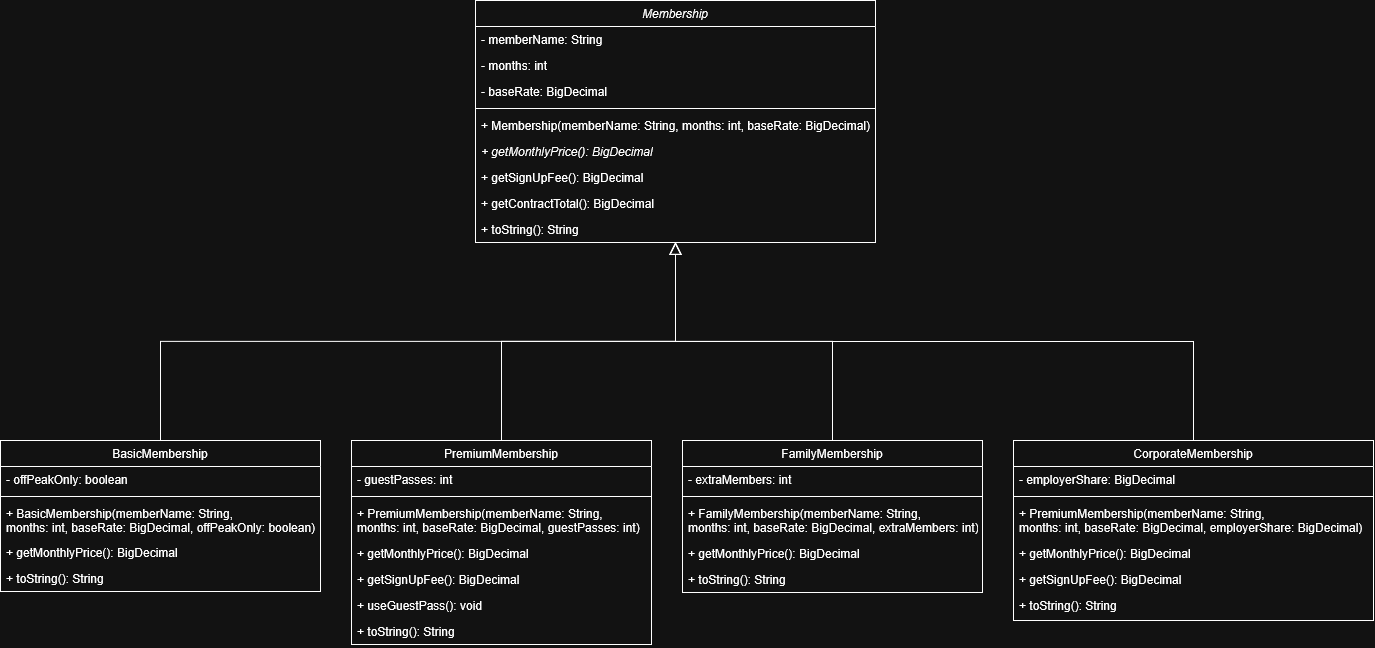 Membership
- memberName: String
- months: int
- baseRate: BigDecimal
+ Membership(memberName: String, months: int, baseRate: BigDecimal)
+ getMonthlyPrice(): BigDecimal
+ getSignUpFee(): BigDecimal
+ getContractTotal(): BigDecimal
+ toString(): String
BasicMembership
- offPeakOnly: boolean
+ BasicMembership(memberName: String,
months: int, baseRate: BigDecimal, offPeakOnly: boolean)
+ getMonthlyPrice(): BigDecimal
+ toString(): String
PremiumMembership
- guestPasses: int
+ PremiumMembership(memberName: String,
months: int, baseRate: BigDecimal, guestPasses: int)
+ getMonthlyPrice(): BigDecimal
+ getSignUpFee(): BigDecimal
+ useGuestPass(): void
+ toString(): String
FamilyMembership
- extraMembers: int
+ FamilyMembership(memberName: String,
months: int, baseRate: BigDecimal, extraMembers: int)
+ getMonthlyPrice(): BigDecimal
+ toString(): String
CorporateMembership
- employerShare: BigDecimal
+ PremiumMembership(memberName: String,
months: int, baseRate: BigDecimal, employerShare: BigDecimal)
+ getMonthlyPrice(): BigDecimal
+ getSignUpFee(): BigDecimal
+ toString(): String